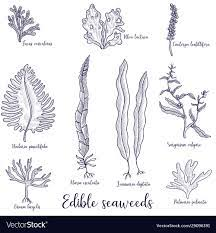 Fucus vesiculosus
Ulva lactuca
Caulerpa lentillifera
Undaria pinnatifida
Alaria esculenta
Laminaria digitata
Sargassum vulgare
Palmaria palmata
Edible seaweeds
VectorStock